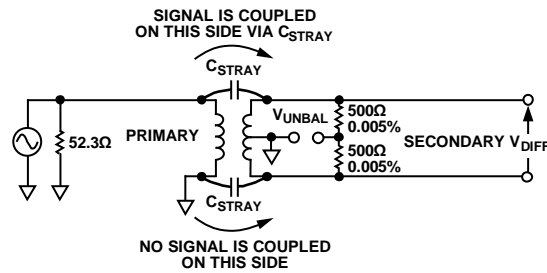 SIGNAL IS COUPLED
ON THIS SIDE VIA CSTRAY
CSTRAY
VUNBAL
500Ω
0.005%
52.3Ω
PRIMARY
SECONDARY VDIFF
500Ω
0.005%
CSTRAY
NO SIGNAL IS COUPLED
ON THIS SIDE